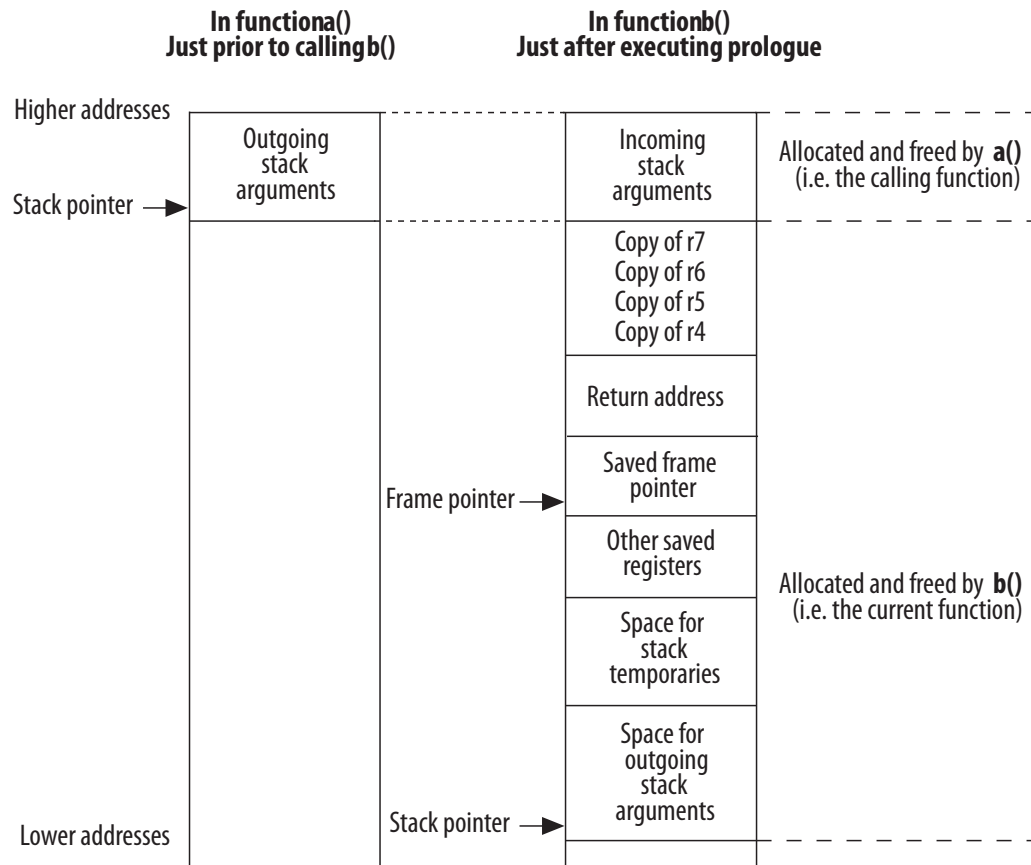 In functiona()
Just prior to callingb()
In functionb()
Just after executing prologue
Higher addresses
Outgoing
stack
arguments
Incoming
stack
arguments
Allocated and freed by a()
(i.e. the calling function)
Stack pointer
Copy of r7
Copy of r6
Copy of r5
Copy of r4
Return address
Saved frame
pointer
Frame pointer
Other saved
registers
Allocated and freed by b()
(i.e. the current function)
Space for
stack
temporaries
Space for
outgoing
stack
arguments
Stack pointer
Lower addresses